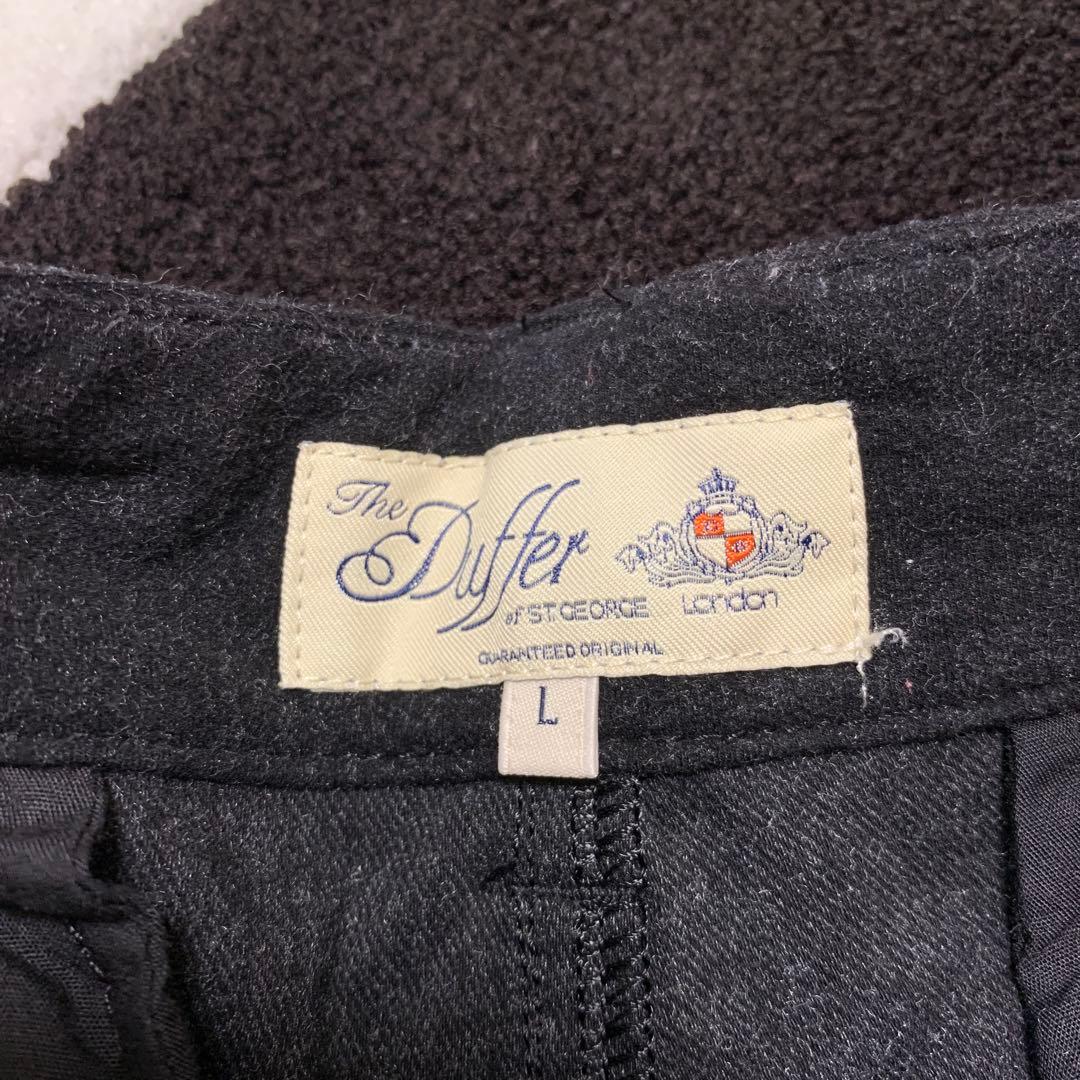 The
Duffer
of ST. GEORGE
London
GUARANTEED ORIGINAL
L